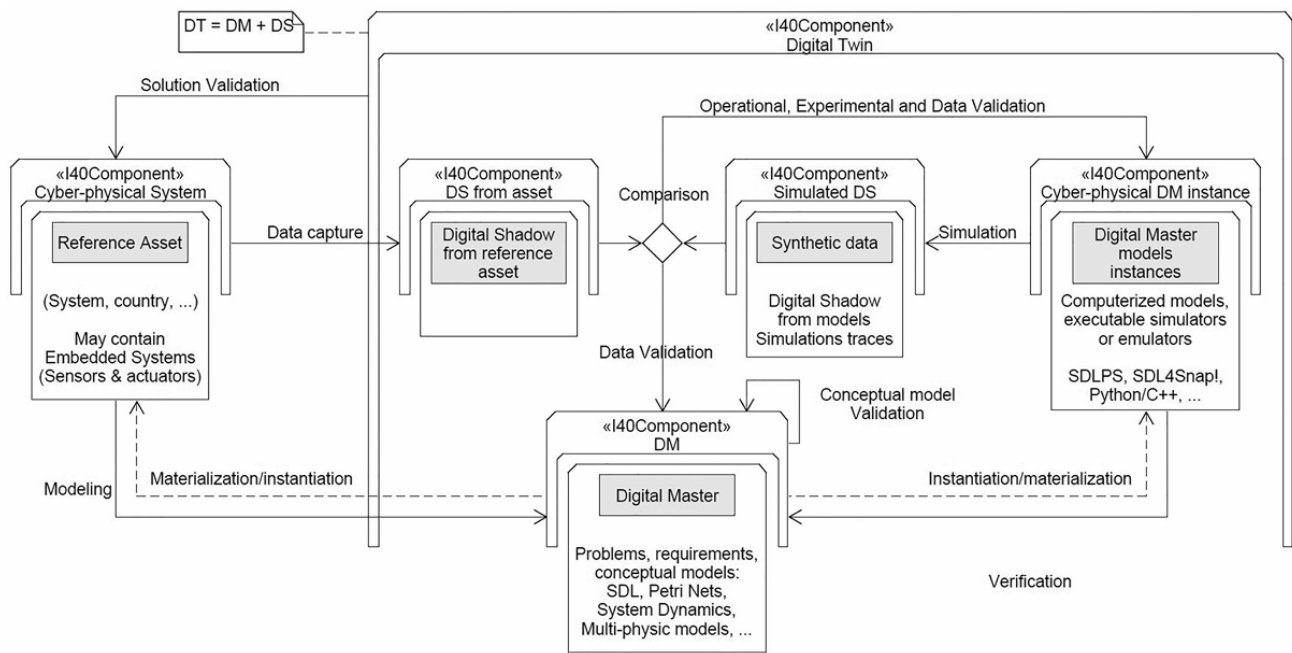 DT = DM + DS
«I40Component»
Digital Twin
Solution Validation
Operational, Experimental and Data Validation
«I40Component»
Cyber-physical System
Reference Asset
(System, country, ...)
May contain
Embedded Systems
(Sensors & actuators)
Data capture
«I40Component»
DS from asset
Digital Shadow
from reference
asset
Comparison
«I40Component»
Simulated DS
Synthetic data
Digital Shadow
from models
Simulations traces
Simulation
«I40Component»
Cyber-physical DM instance
Digital Master
models
instances
Computerized models,
executable simulators
or emulators
SDLPS, SDL4Snap!,
Python/C++, ...
Data Validation
Conceptual model
Validation
«I40Component»
DM
Digital Master
Problems, requirements,
conceptual models:
SDL, Petri Nets,
System Dynamics,
Multi-physic models, ...
Modeling
Materialization/instantiation
Instantiation/materialization
Verification